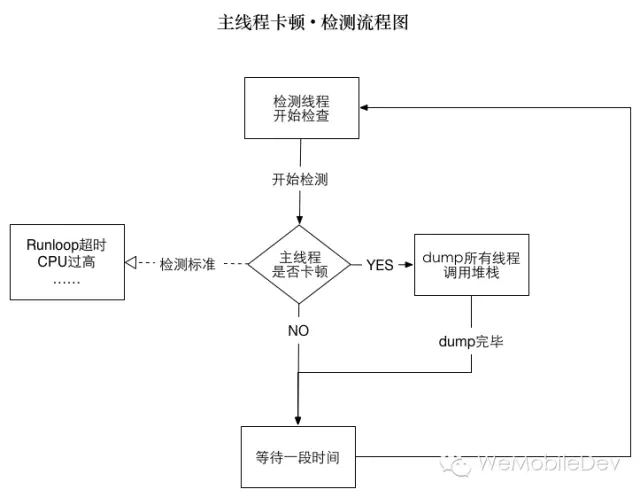 主线程卡顿·检测流程图
检测线程
开始检查
开始检测
Runloop超时
CPU过高
……
检测标准
主线程
是否卡顿
YES
dump所有线程
调用堆栈
NO
dump完毕
等待一段时间
WeMobileDev